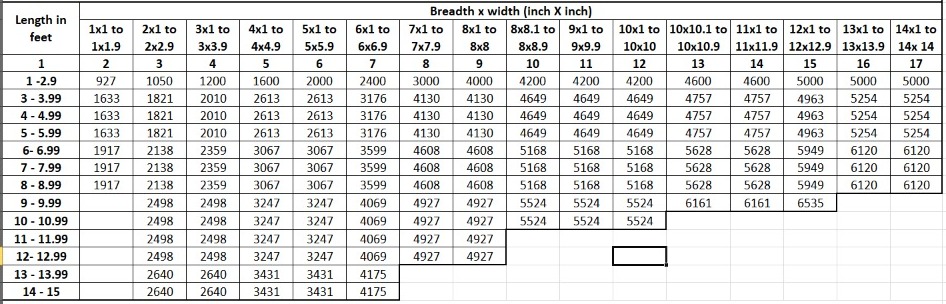 Length in feet Breadth x width (inch X inch)
1x1 to 1x1.9 2x1 to 2x2.9 3x1 to 3x3.9 4x1 to 4x4.9 5x1 to 5x5.9 6x1 to 6x6.9 7x1 to 7x7.9 8x1 to 8x8 8x8.1 to 8x8.9 9x1 to 9x9.9 10x1 to 10x10 10x10.1 to 10x10.9 11x1 to 11x11.9 12x1 to 12x12.9 13x1 to 13x13.9 14x1 to 14x 14
1 2 3 4 5 6 7 8 9 10 11 12 13 14 15 16 17
1 -2.9 927 1050 1200 1600 2000 2400 3000 4000 4200 4200 4200 4600 4600 5000 5000 5000
3 - 3.99 1633 1821 2010 2613 2613 3176 4130 4130 4649 4649 4649 4757 4757 4963 5254 5254
4 - 4.99 1633 1821 2010 2613 2613 3176 4130 4130 4649 4649 4649 4757 4757 4963 5254 5254
5 - 5.99 1633 1821 2010 2613 2613 3176 4130 4130 4649 4649 4649 4757 4757 4963 5254 5254
6- 6.99 1917 2138 2359 3067 3067 3599 4608 4608 5168 5168 5168 5628 5628 5949 6120 6120
7 - 7.99 1917 2138 2359 3067 3067 3599 4608 4608 5168 5168 5168 5628 5628 5949 6120 6120
8 - 8.99 1917 2138 2359 3067 3067 3599 4608 4608 5168 5168 5168 5628 5628 5949 6120 6120
9 - 9.99 2498 2498 3247 3247 4069 4927 4927 5524 5524 5524 6161 6161 6535
10 - 10.99 2498 2498 3247 3247 4069 4927 4927 5524 5524 5524
11 - 11.99 2498 2498 3247 3247 4069 4927 4927
12- 12.99 2498 2498 3247 3247 4069 4927 4927
13 - 13.99 2640 2640 3431 3431 4175
14 - 15 2640 2640 3431 3431 4175